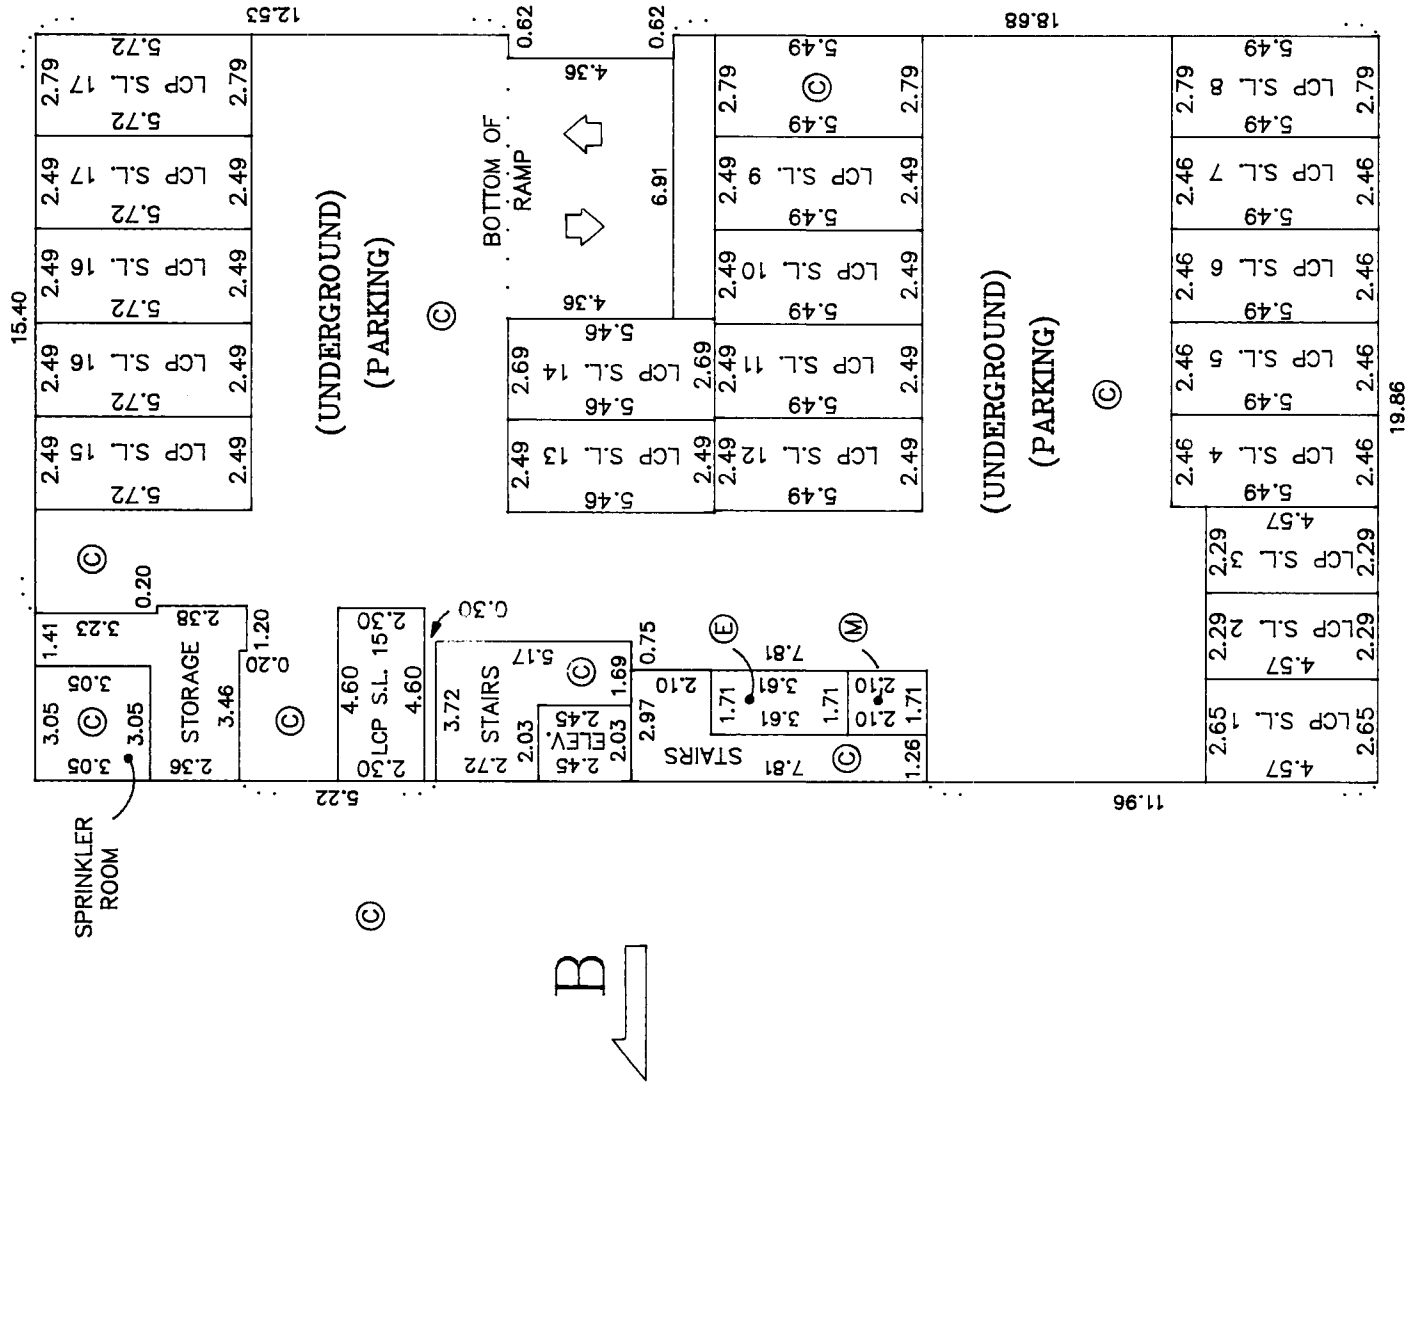 12.53
18.68
15.40
19.86
5.72
2.79
LCP S.L. 17
2.79
5.72
2.49
LCP S.L. 17
2.49
5.72
2.49
LCP S.L. 16
2.49
5.72
2.49
LCP S.L. 16
2.49
5.72
2.49
LCP S.L. 15
2.49
5.72
(UNDERGROUND)
(PARKING)
C
0.62
0.62
4.36
BOTTOM OF
RAMP
6.91
4.36
5.46
2.69
LCP S.L. 14
2.69
5.46
2.49
LCP S.L. 13
2.49
5.46
5.49
2.79
C
2.79
5.49
2.49
LCP S.L. 9
2.49
5.49
2.49
LCP S.L. 10
2.49
5.49
2.49
LCP S.L. 11
2.49
5.49
2.49
LCP S.L. 12
2.49
5.49
(UNDERGROUND)
(PARKING)
C
5.49
2.79
LCP S.L. 8
2.79
5.49
2.46
LCP S.L. 7
2.46
5.49
2.46
LCP S.L. 6
2.46
5.49
2.46
LCP S.L. 5
2.46
5.49
2.46
LCP S.L. 4
2.46
5.49
4.57
2.29
LCP S.L. 3
2.29
2.29
LCP S.L. 2
2.29
4.57
2.65
LCP S.L. 1
2.65
4.57
C
0.20
3.23
1.41
3.05
3.05
C
3.05
3.05
SPRINKLER
ROOM
2.38
STORAGE
3.46
2.36
1.20
0.20
C
5.22
2.30
4.60
LCP S.L. 15
4.60
2.30
0.30
5.17
3.72
STAIRS
C
1.69
2.72
2.03
2.45
ELEV.
2.45
2.03
0.75
7.81
E
M
2.10
2.97
1.71
3.61
3.61
1.71
2.10
2.10
1.71
STAIRS
7.81
C
1.26
11.96
C
B